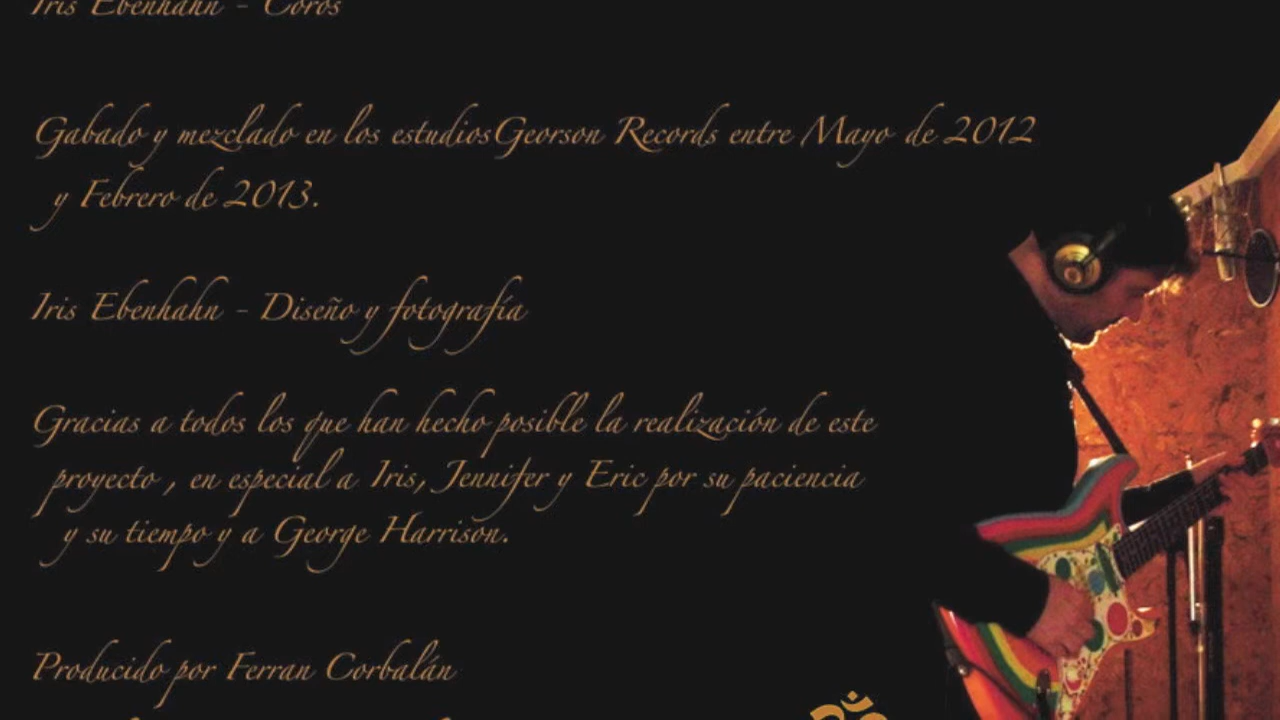 Iris Ebenhahn - Coros
Gabado y mezclado en los estudiosGeorson Records entre Mayo de 2012
y Febrero de 2013.
Iris Ebenhahn - Diseño y fotografía
Gracias a todos los que han hecho posible la realización de este
proyecto , en especial a Iris, Jennifer y Eric por su paciencia
y su tiempo y a George Harrison.
Producido por Ferran Corbalán
ॐ